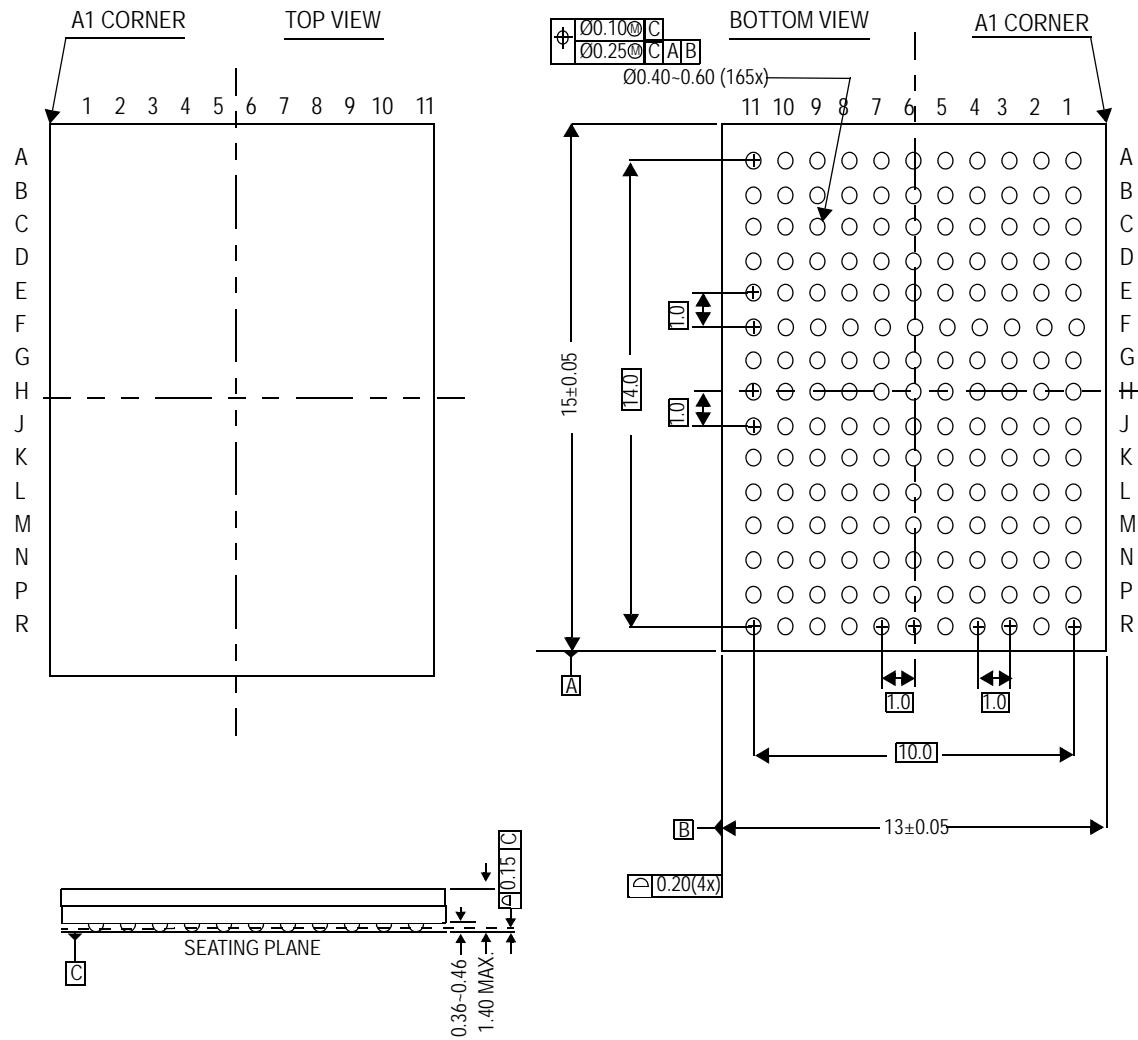 A1 CORNER
TOP VIEW
1 2 3 4 5 6 7 8 9 10 11
A
B
C
D
E
F
G
H
J
K
L
M
N
P
R
Ø0.10Ⓜ C
Ø0.25Ⓜ C A B
Ø0.40~0.60 (165x)
BOTTOM VIEW
A1 CORNER
11 10 9 8 7 6 5 4 3 2 1
A
B
C
D
E
F
G
H
J
K
L
M
N
P
R
15±0.05
14.0
1.0
1.0
A
1.0
1.0
10.0
B
13±0.05
0.20(4x)
0.15 C
SEATING PLANE
C
0.36~0.46
1.40 MAX.